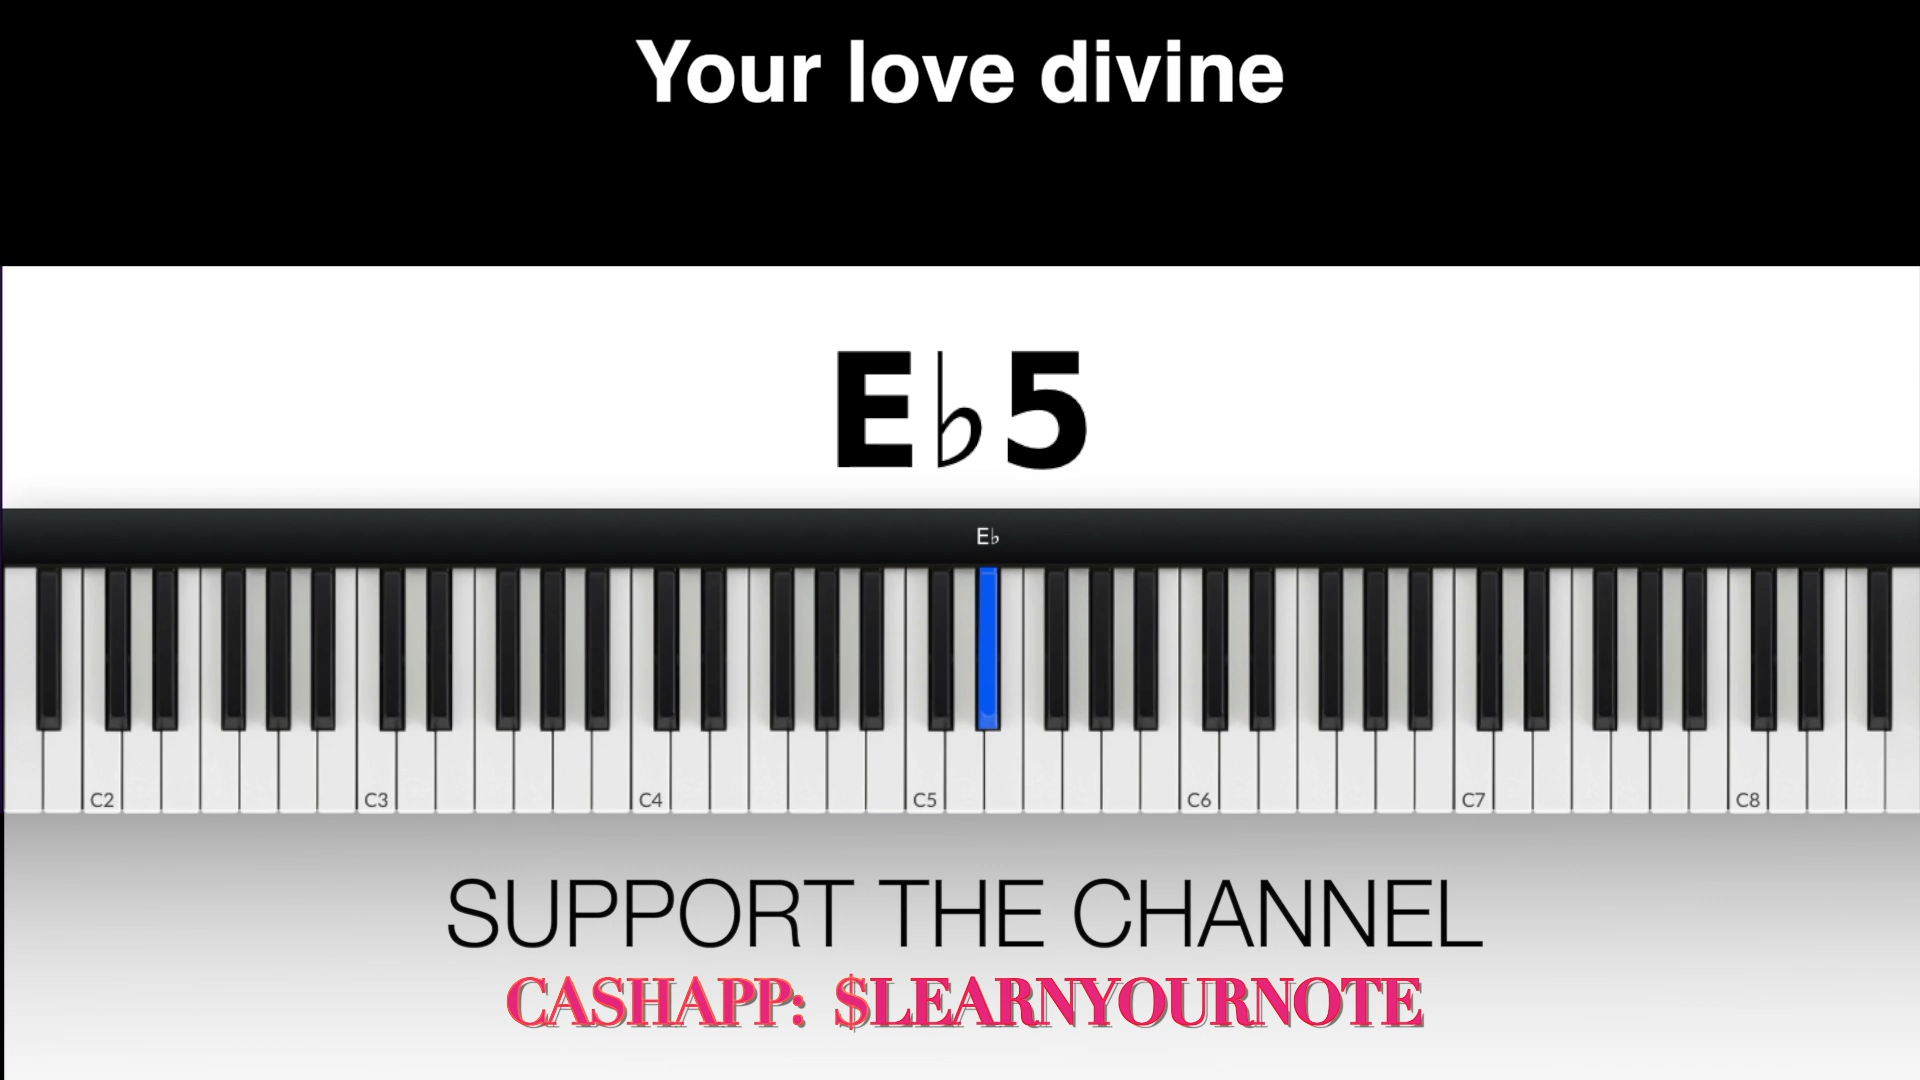 Your love divine
E♭5
E♭
C2 C3 C4 C5 C6 C7 C8
SUPPORT THE CHANNEL
CASHAPP: $LEARNYOURNOTE